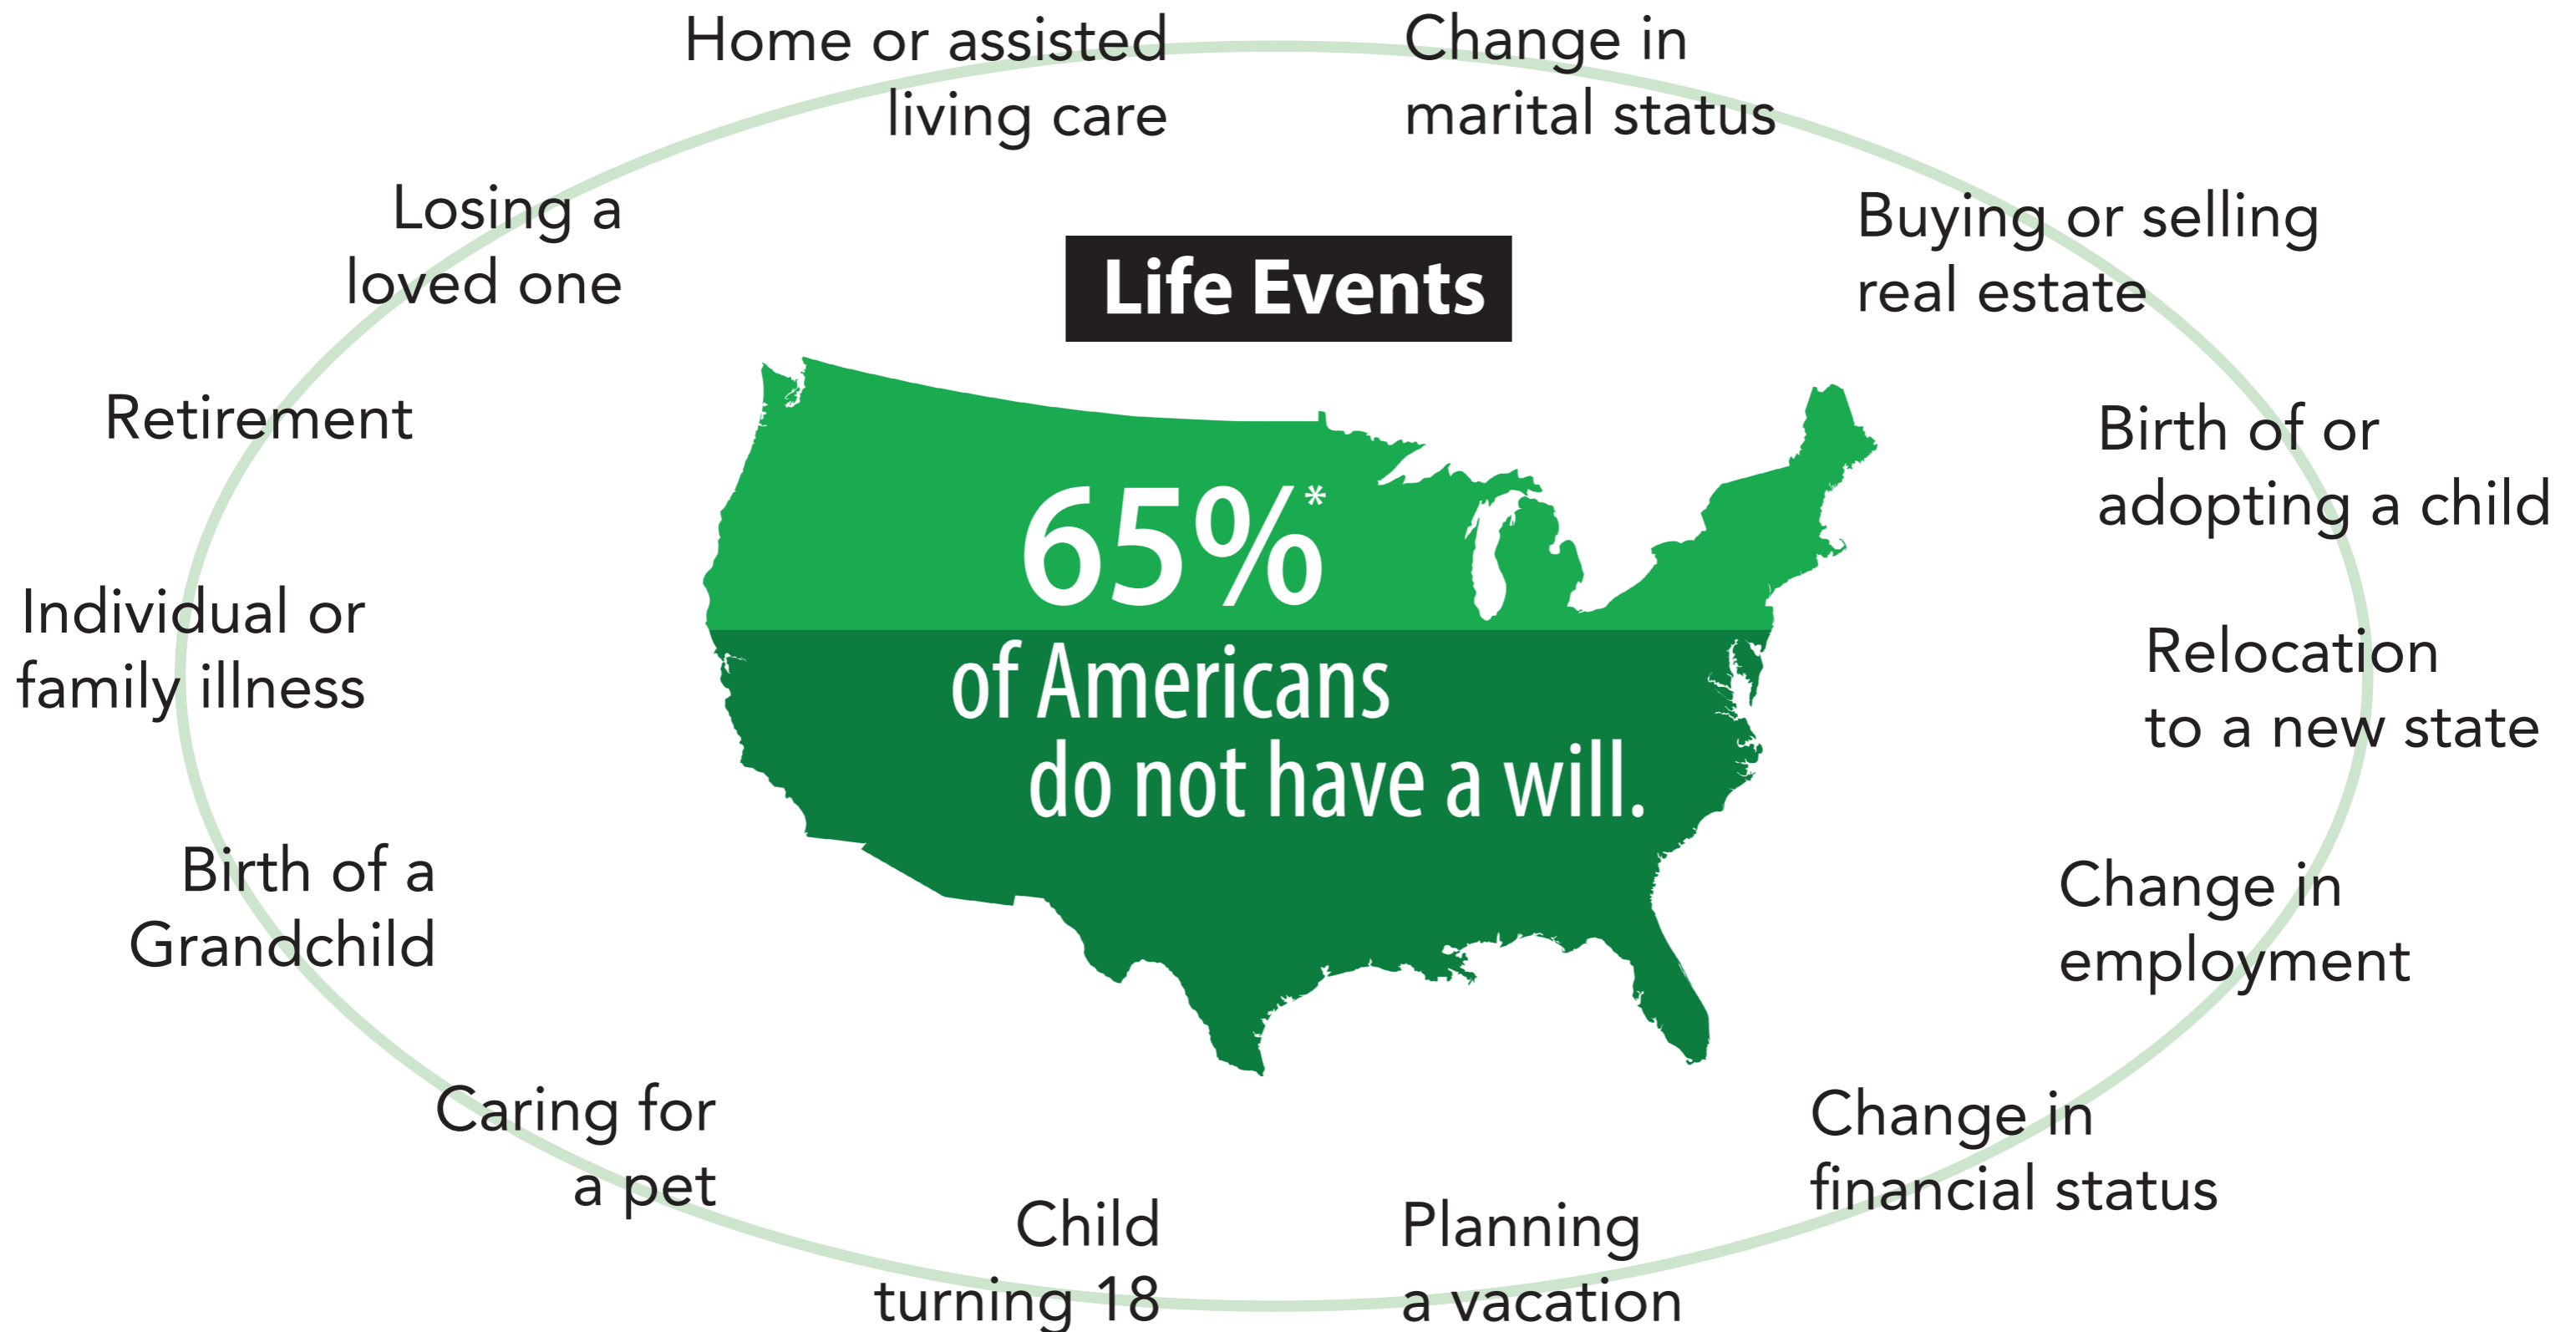 Home or assisted
living care
Change in
marital status
Losing a
loved one
Life Events
Buying or selling
real estate
Retirement
Birth of or
adopting a child
65%*
of Americans
do not have a will.
Individual or
family illness
Relocation
to a new state
Birth of a
Grandchild
Change in
employment
Caring for
a pet
Change in
financial status
Child
turning 18
Planning
a vacation